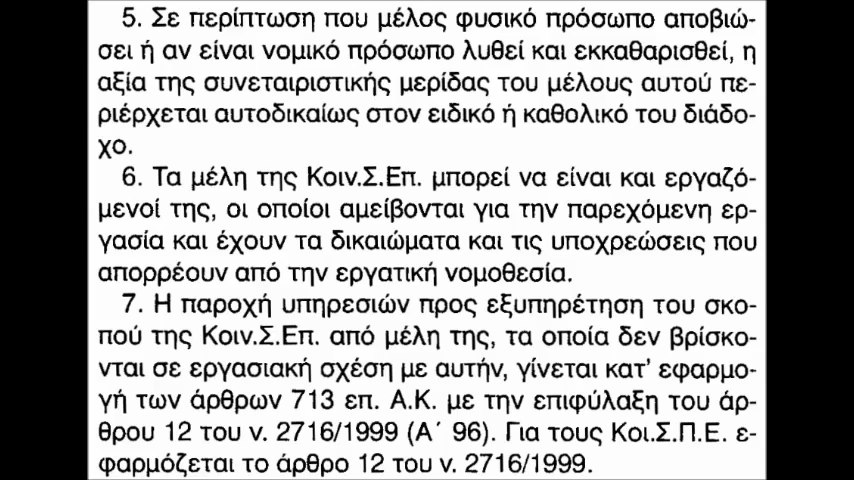 5. Σε περίπτωση που μέλος φυσικό πρόσωπο αποβιώ-
σει ή αν είναι νομικό πρόσωπο λυθεί και εκκαθαρισθεί, η
αξία της συνεταιριστικής μερίδας του μέλους αυτού πε-
ριέρχεται αυτοδικαίως στον ειδικό ή καθολικό του διάδο-
χο.
6. Τα μέλη της Κοιν.Σ.Επ. μπορεί να είναι και εργαζό-
μενοί της, οι οποίοι αμείβονται για την παρεχόμενη ερ-
γασία και έχουν τα δικαιώματα και τις υποχρεώσεις που
απορρέουν από την εργατική νομοθεσία.
7. Η παροχή υπηρεσιών προς εξυπηρέτηση του σκο-
πού της Κοιν.Σ.Επ. από μέλη της, τα οποία δεν βρίσκο-
νται σε εργασιακή σχέση με αυτήν, γίνεται κατ’ εφαρμο-
γή των άρθρων 713 επ. Α.Κ. με την επιφύλαξη του άρ-
θρου 12 του ν. 2716/1999 (Α΄ 96). Για τους Κοι.Σ.Π.Ε. ε-
φαρμόζεται το άρθρο 12 του ν. 2716/1999.